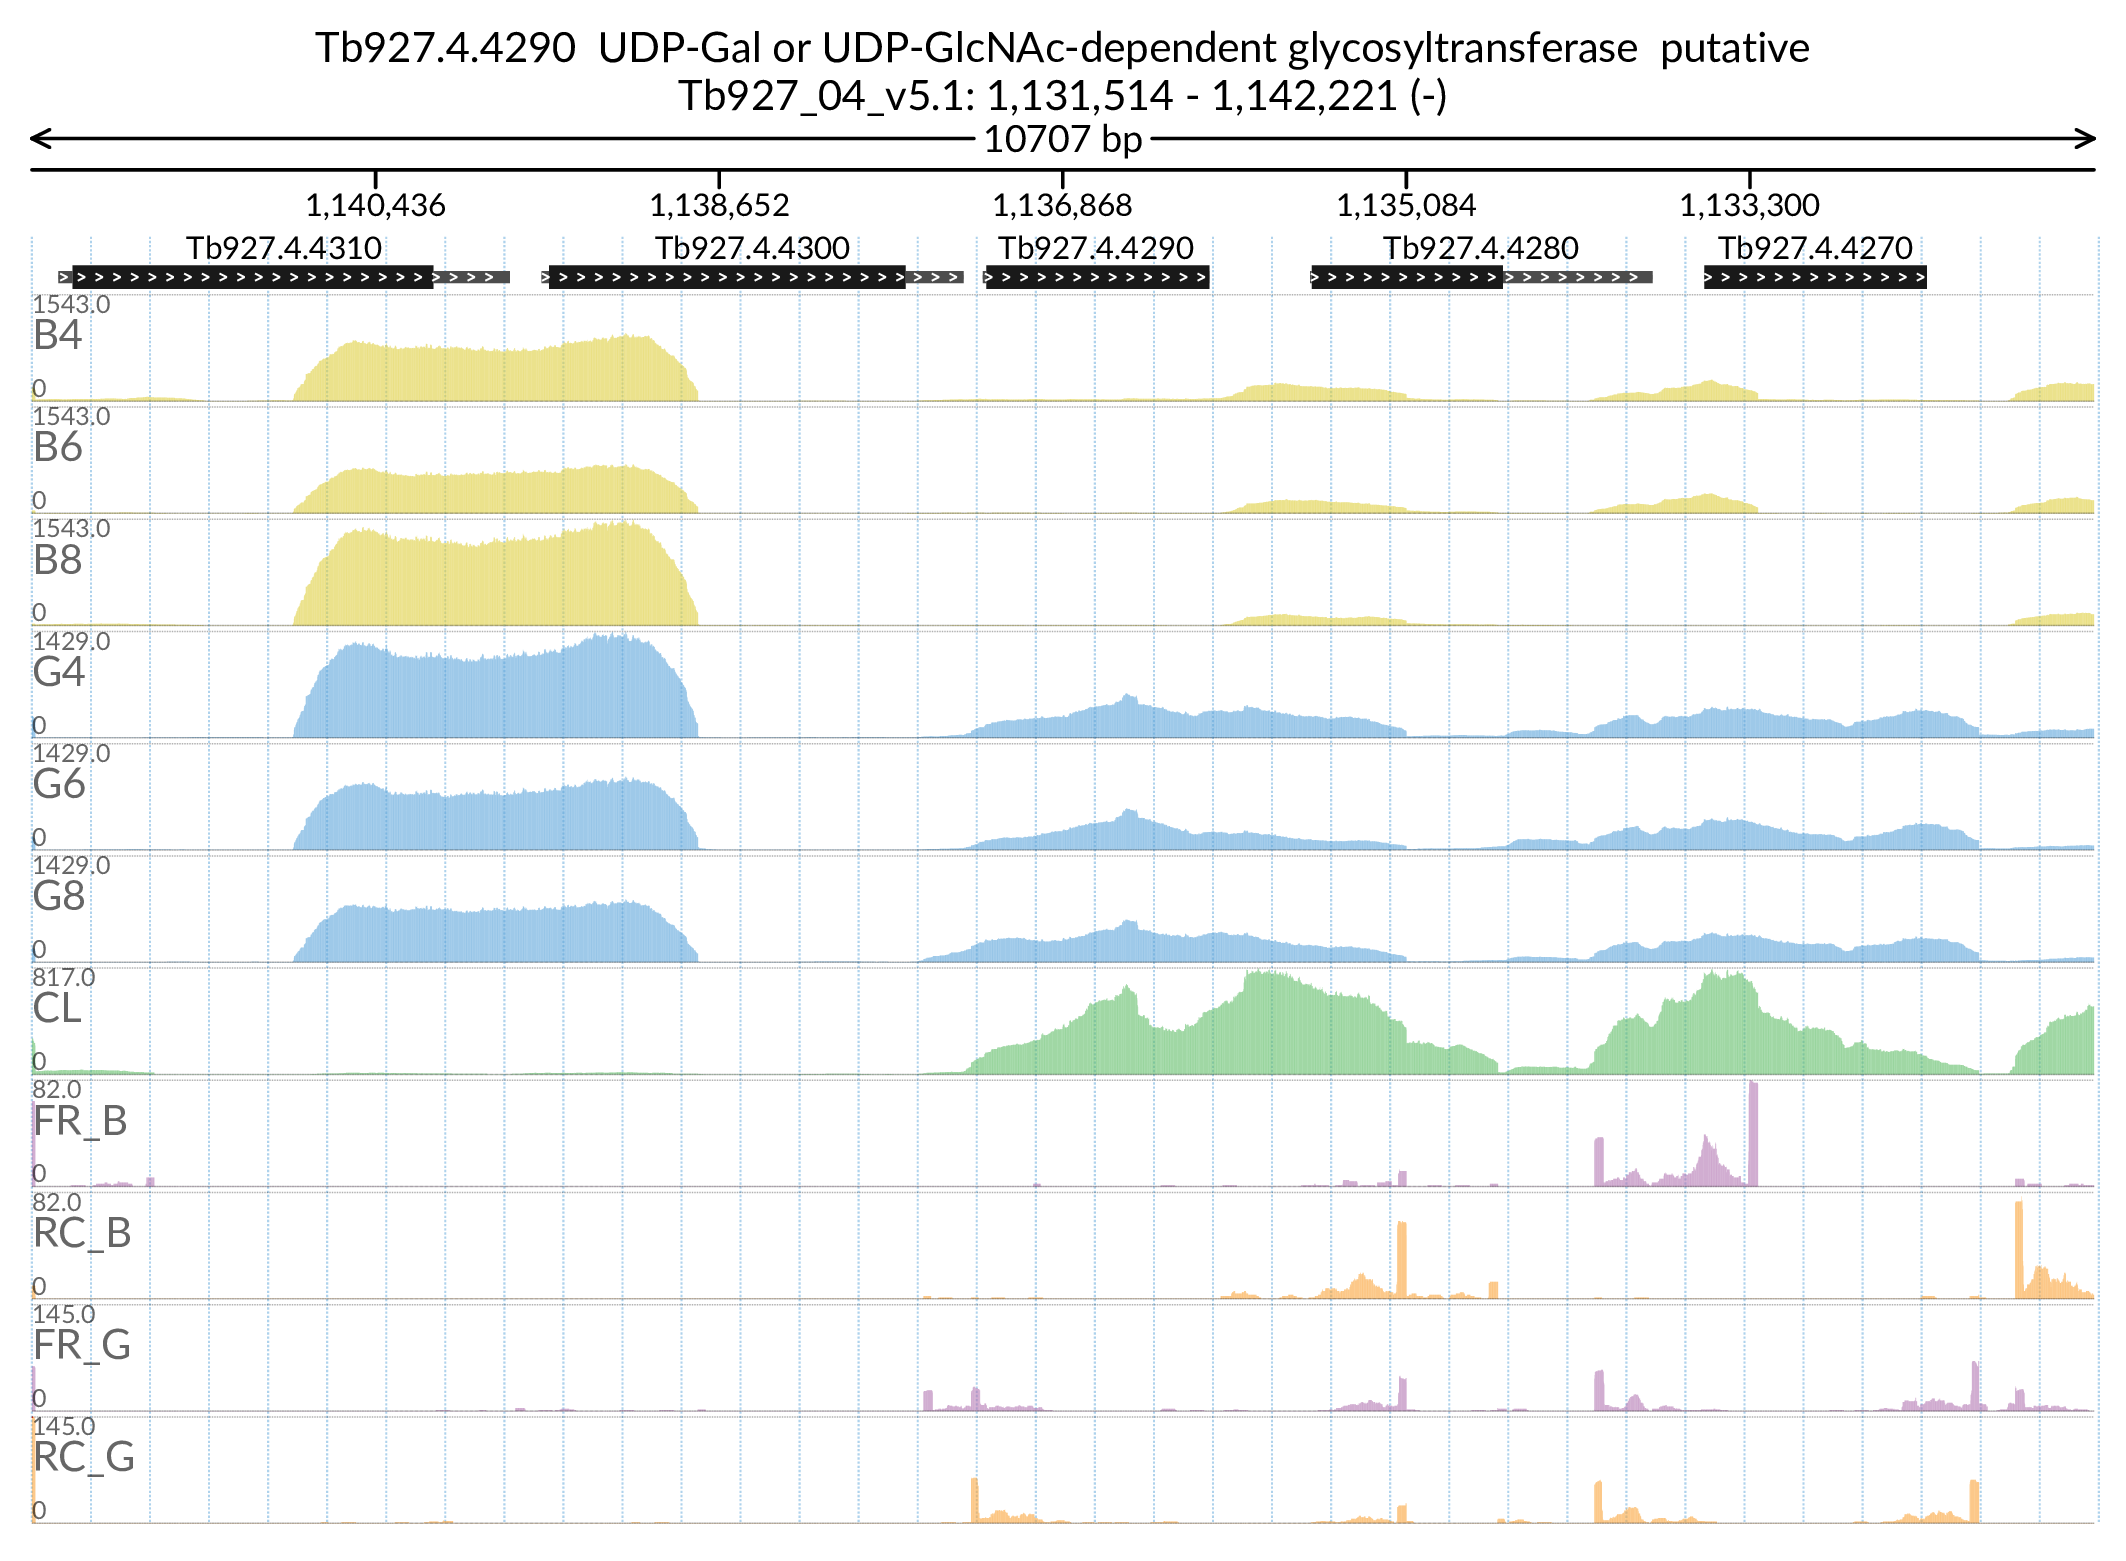 Tb927.4.4290  UDP-Gal or UDP-GlcNAc-dependent glycosyltransferase  putative
Tb927_04_v5.1: 1,131,514 - 1,142,221 (-)
10707 bp
1,140,436 1,138,652 1,136,868 1,135,084 1,133,300
Tb927.4.4310 Tb927.4.4300 Tb927.4.4290 Tb927.4.4280 Tb927.4.4270
1543.0
B4
0
1543.0
B6
0
1543.0
B8
0
1429.0
G4
0
1429.0
G6
0
1429.0
G8
0
817.0
CL
0
82.0
FR_B
0
82.0
RC_B
0
145.0
FR_G
0
145.0
RC_G
0